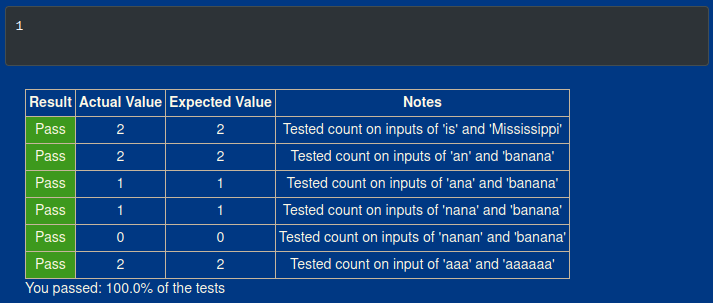 1
Result Actual Value Expected Value Notes
Pass 2 2 Tested count on inputs of 'is' and 'Mississippi'
Pass 2 2 Tested count on inputs of 'an' and 'banana'
Pass 1 1 Tested count on inputs of 'ana' and 'banana'
Pass 1 1 Tested count on inputs of 'nana' and 'banana'
Pass 0 0 Tested count on inputs of 'nanan' and 'banana'
Pass 2 2 Tested count on input of 'aaa' and 'aaaaaa'
You passed: 100.0% of the tests